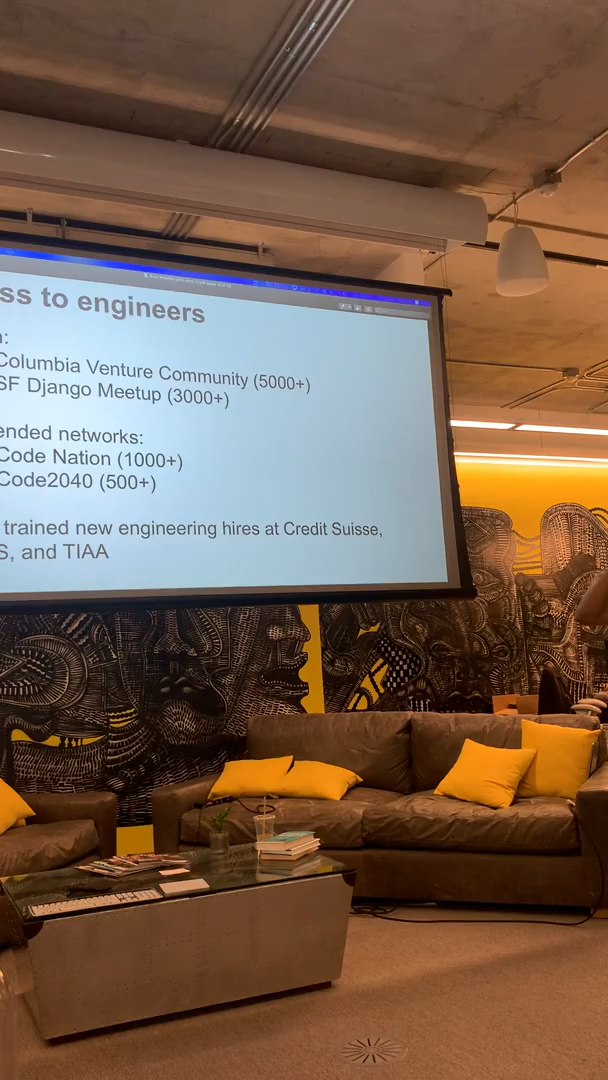 ss to engineers
n:
Columbia Venture Community (5000+)
SF Django Meetup (3000+)
ended networks:
Code Nation (1000+)
Code2040 (500+)
trained new engineering hires at Credit Suisse,
S, and TIAA